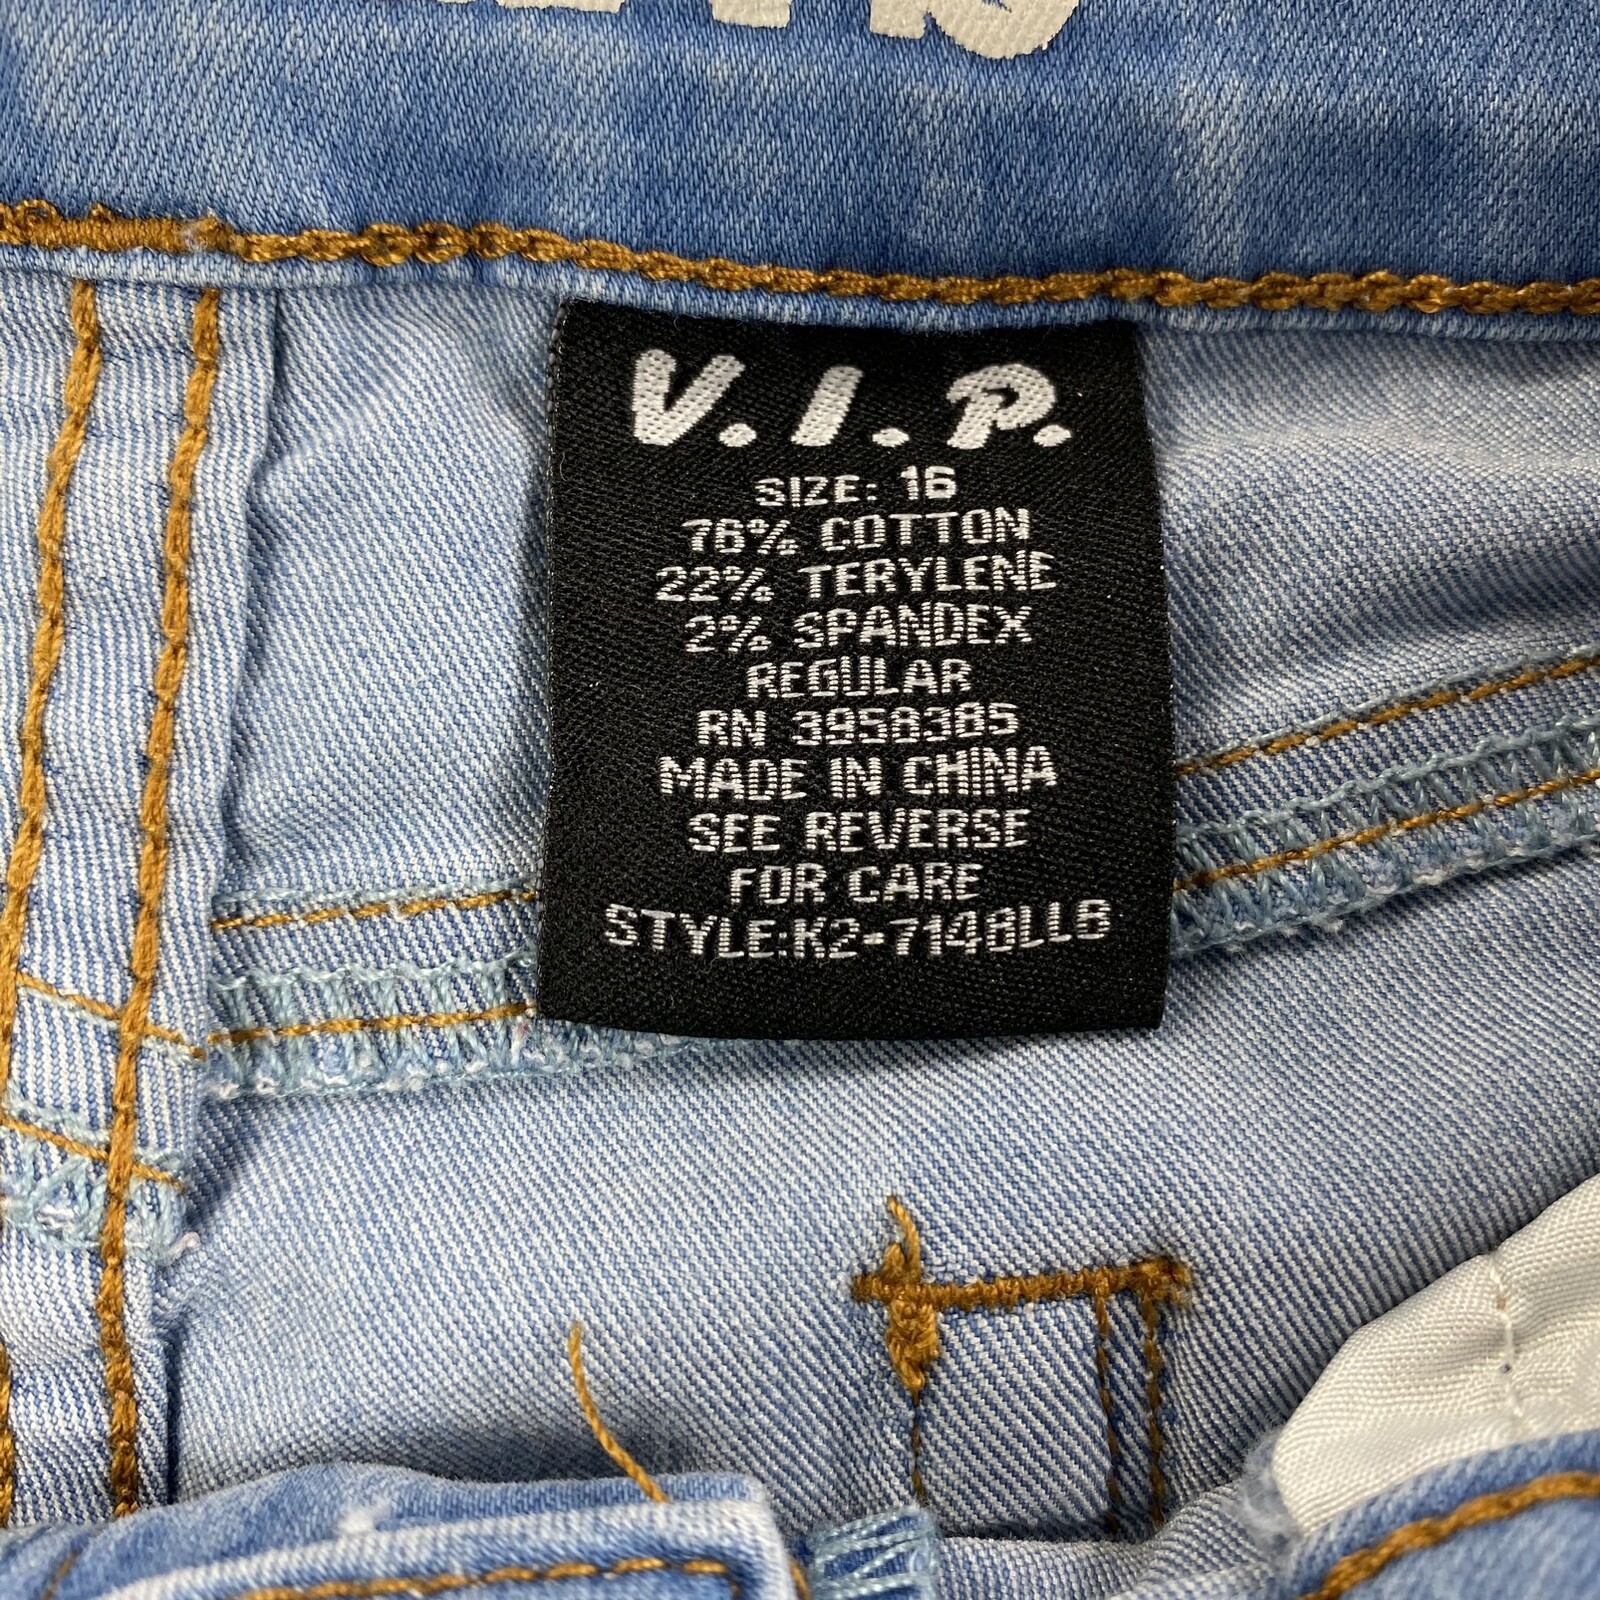 V.I.P.
SIZE: 16
76% COTTON
22% TERYLENE
2% SPANDEX
REGULAR
RN 3958385
MADE IN CHINA
SEE REVERSE
FOR CARE
STYLE:K2-7148LLB